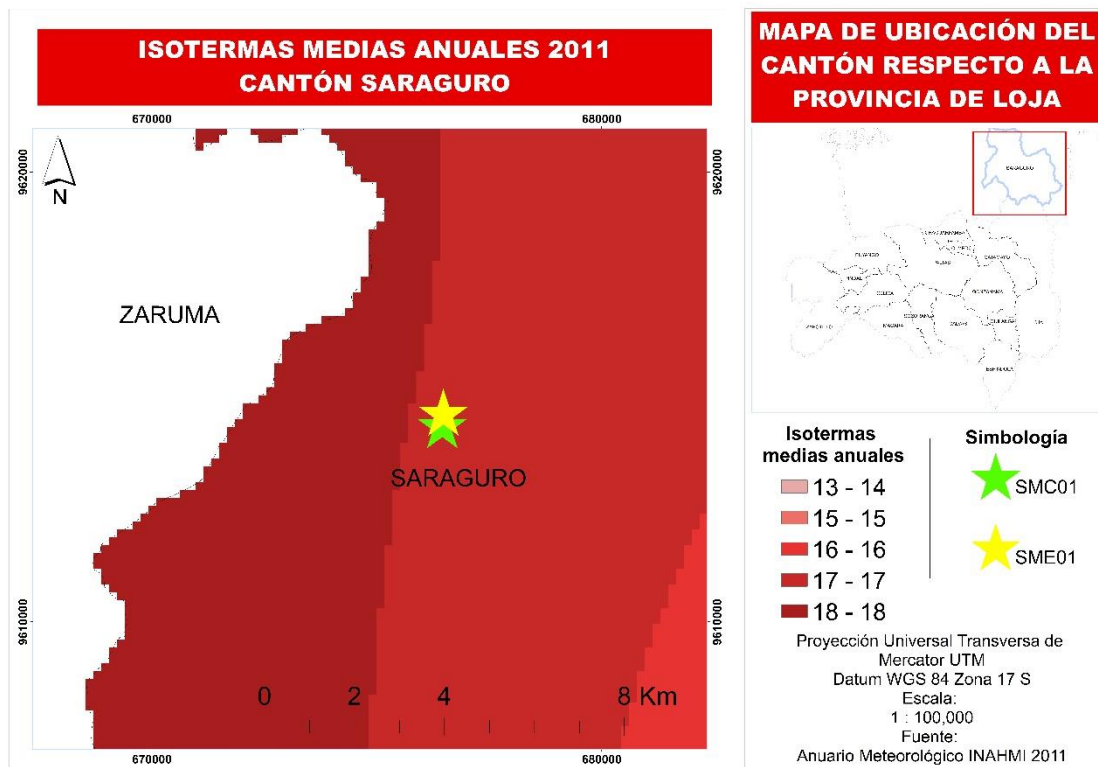 ISOTERMAS MEDIAS ANUALES 2011
CANTÓN SARAGURO
670000
680000
9620000
9620000
N
ZARUMA
SARAGURO
9610000
9610000
0 2 4 8 Km
670000
680000
MAPA DE UBICACIÓN DEL
CANTÓN RESPECTO A LA
PROVINCIA DE LOJA
SARAGURO
CELICA
MACARA
Isotermas
medias anuales
13 - 14
15 - 15
16 - 16
17 - 17
18 - 18
Simbología
SMC01
SME01
Proyección Universal Transversa de
Mercator UTM
Datum WGS 84 Zona 17 S
Escala:
1 : 100,000
Fuente:
Anuario Meteorológico INAHMI 2011